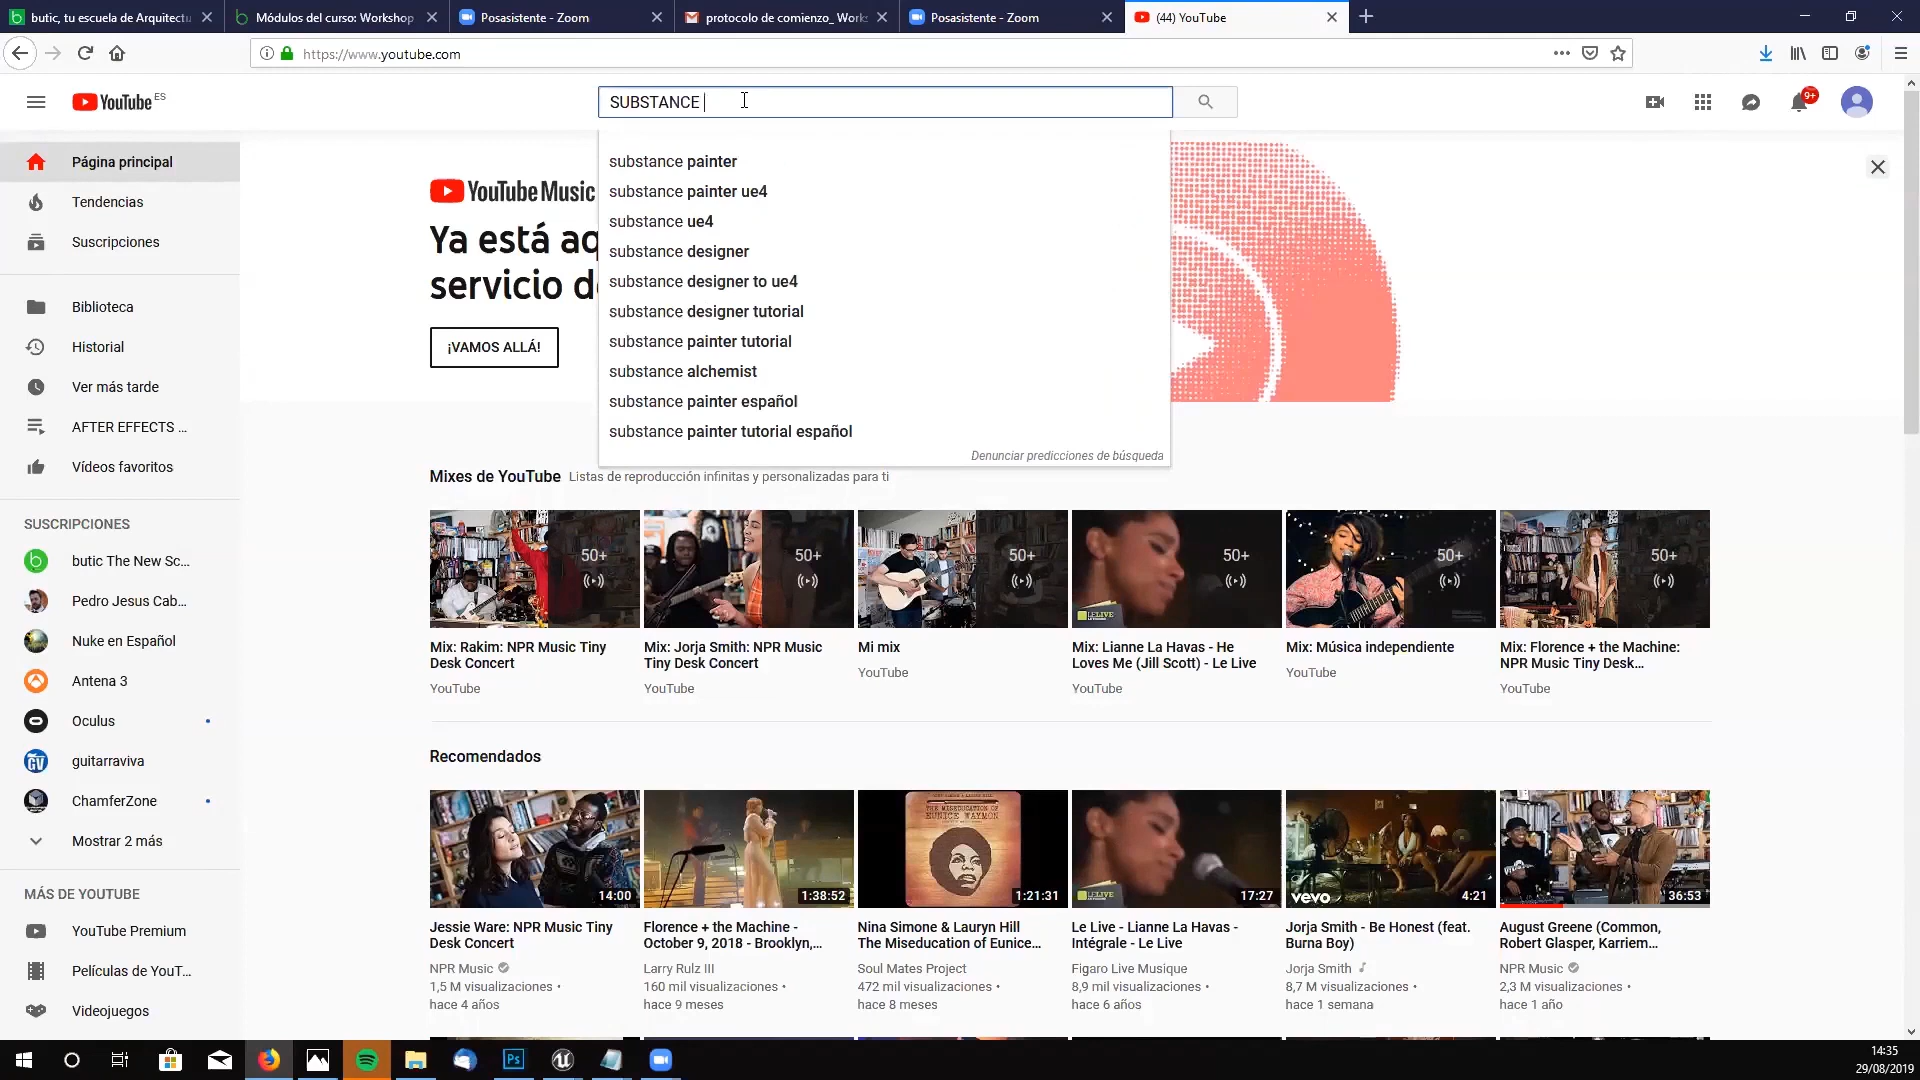 butic, tu escuela de Arquitectu
Módulos del curso: Workshop
Posasistente - Zoom
protocolo de comienzo_ Works
Posasistente - Zoom
(44) YouTube
https://www.youtube.com
YouTube ES
SUBSTANCE
9+
substance painter
substance painter ue4
substance ue4
substance designer
substance designer to ue4
substance designer tutorial
substance painter tutorial
substance alchemist
substance painter español
substance painter tutorial español
Denunciar predicciones de búsqueda
Página principal
Tendencias
Suscripciones
Biblioteca
Historial
Ver más tarde
AFTER EFFECTS ...
Vídeos favoritos
SUSCRIPCIONES
butic The New Sc...
Pedro Jesus Cab...
Nuke en Español
Antena 3
Oculus
guitarraviva
ChamferZone
Mostrar 2 más
MÁS DE YOUTUBE
YouTube Premium
Películas de YouT...
Videojuegos
YouTube Music
Ya está aq
servicio d
¡VAMOS ALLÁ!
Mixes de YouTube Listas de reproducción infinitas y personalizadas para ti
50+ 50+ 50+ 50+ 50+ 50+
LELIVE
Mix: Rakim: NPR Music Tiny
Desk Concert
YouTube
Mix: Jorja Smith: NPR Music
Tiny Desk Concert
YouTube
Mi mix
YouTube
Mix: Lianne La Havas - He
Loves Me (Jill Scott) - Le Live
YouTube
Mix: Música independiente
YouTube
Mix: Florence + the Machine:
NPR Music Tiny Desk...
YouTube
Recomendados
14:00
Jessie Ware: NPR Music Tiny
Desk Concert
NPR Music
1,5 M visualizaciones •
hace 4 años
1:38:52
Florence + the Machine -
October 9, 2018 - Brooklyn,...
Larry Rulz III
160 mil visualizaciones •
hace 9 meses
THE MISEDUCATION OF
EUNICE WAYMON
1:21:31
Nina Simone & Lauryn Hill
The Miseducation of Eunice...
Soul Mates Project
472 mil visualizaciones •
hace 8 meses
LELIVE
17:27
Le Live - Lianne La Havas -
Intégrale - Le Live
Figaro Live Musique
8,9 mil visualizaciones •
hace 6 años
vevo
4:21
Jorja Smith - Be Honest (feat.
Burna Boy)
Jorja Smith
8,7 M visualizaciones •
hace 1 semana
36:53
August Greene (Common,
Robert Glasper, Karriem...
NPR Music
2,3 M visualizaciones •
hace 1 año
Ps
14:35
29/08/2019